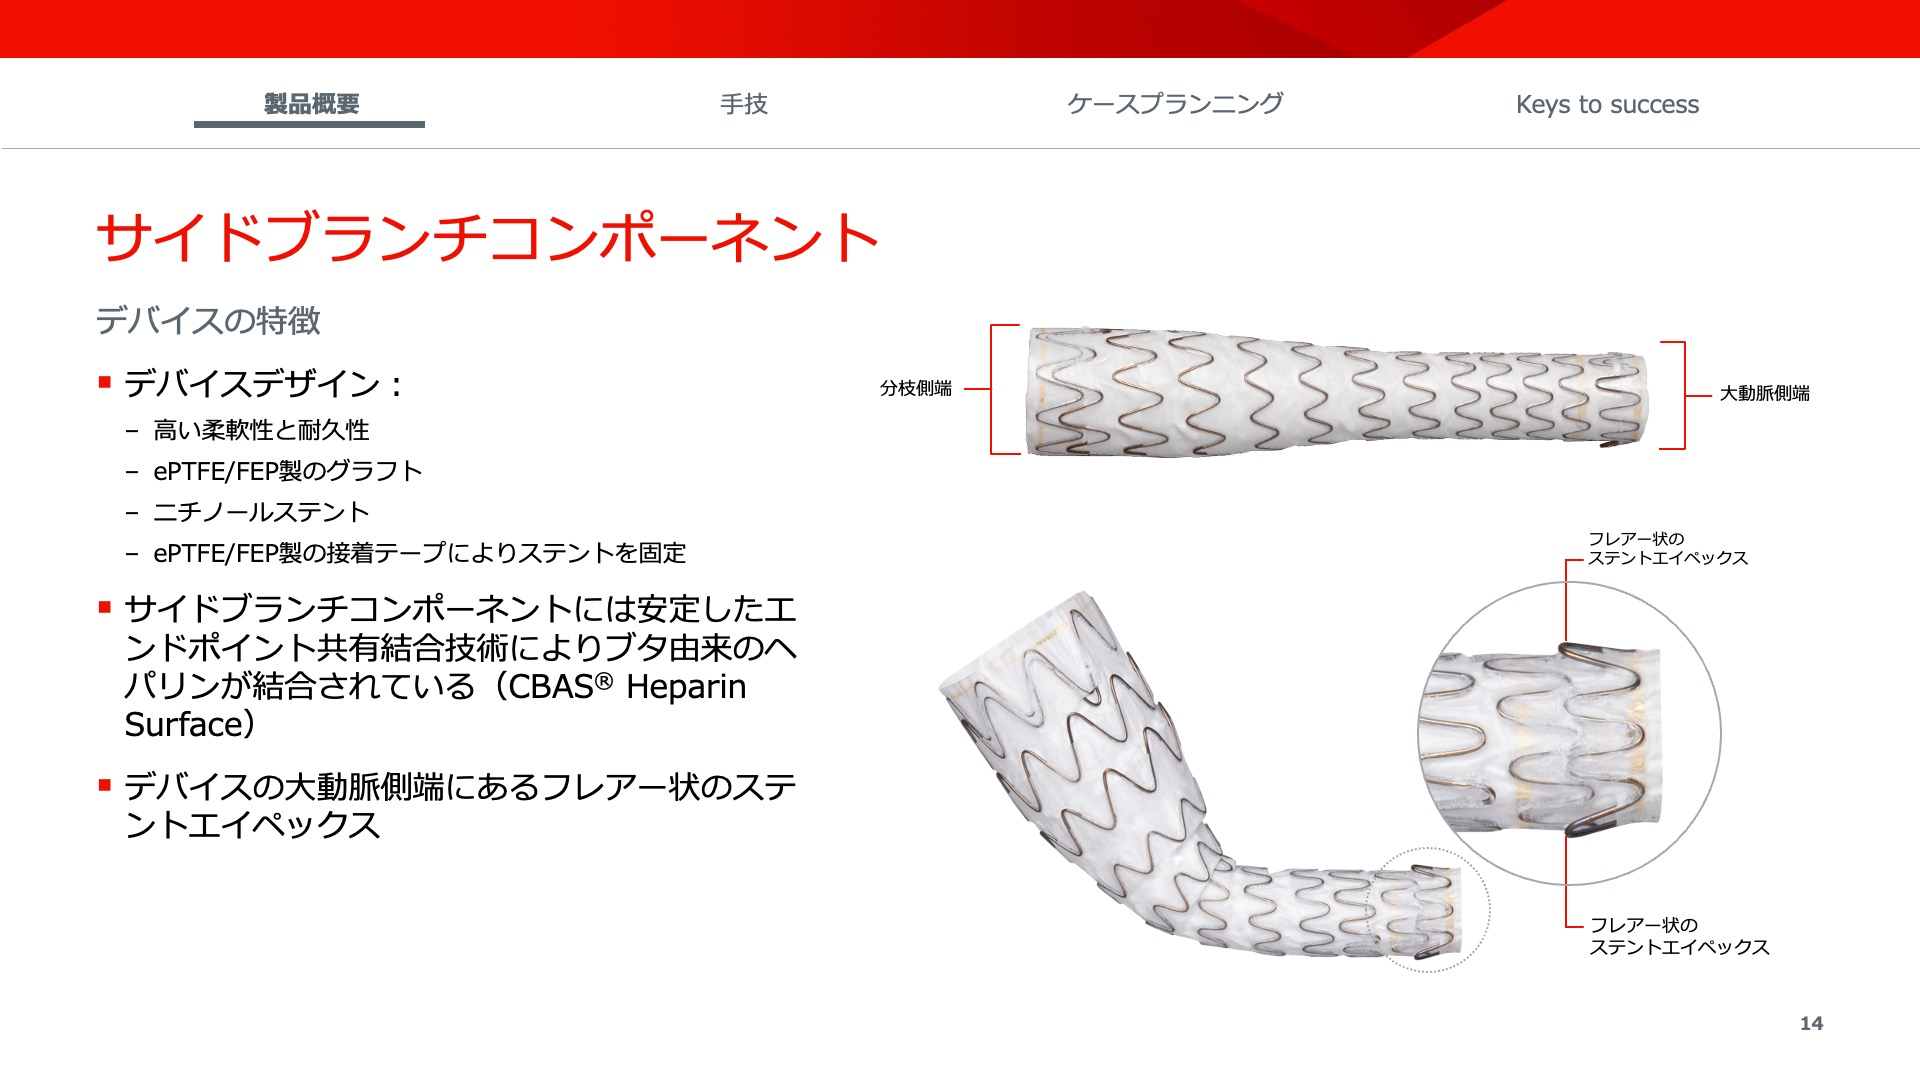 製品概要
手技
ケースプランニング
Keys to success
サイドブランチコンポーネント
デバイスの特徴
▪ デバイスデザイン：
– 高い柔軟性と耐久性
– ePTFE/FEP製のグラフト
– ニチノールステント
– ePTFE/FEP製の接着テープによりステントを固定
▪ サイドブランチコンポーネントには安定したエ
ンドポイント共有結合技術によりブタ由来のヘ
パリンが結合されている（CBAS® Heparin
Surface）
▪ デバイスの大動脈側端にあるフレアー状のステ
ントエイペックス
分枝側端
大動脈側端
フレアー状の
ステントエイペックス
フレアー状の
ステントエイペックス
14